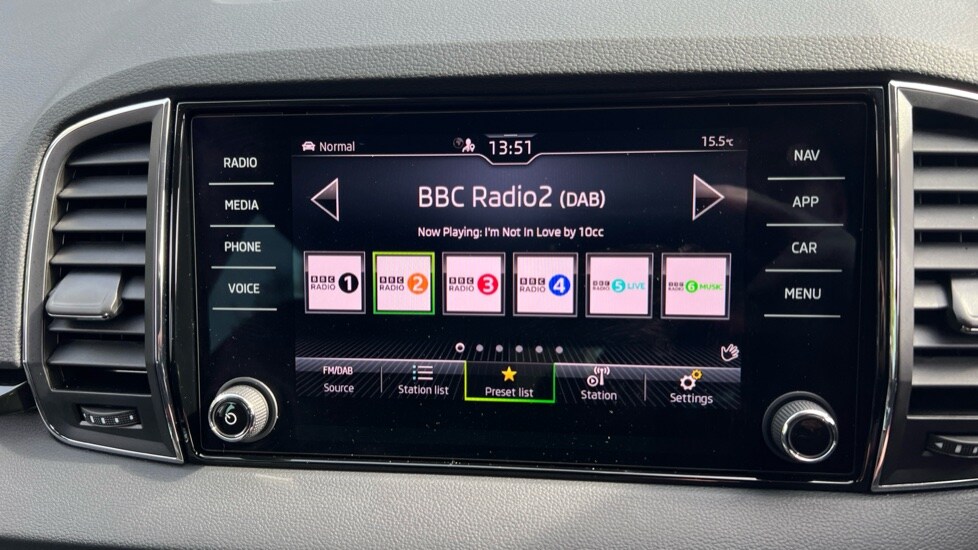 Normal
13:51
15.5°C
RADIO
MEDIA
PHONE
VOICE
BBC Radio2 (DAB)
Now Playing: I'm Not In Love by 10cc
BBC RADIO 1
BBC RADIO 2
BBC RADIO 3
BBC RADIO 4
BBC RADIO 5 LIVE
BBC RADIO 6 MUSIC
FM/DAB
Source
Station list
Preset list
Station
Settings
NAV
APP
CAR
MENU